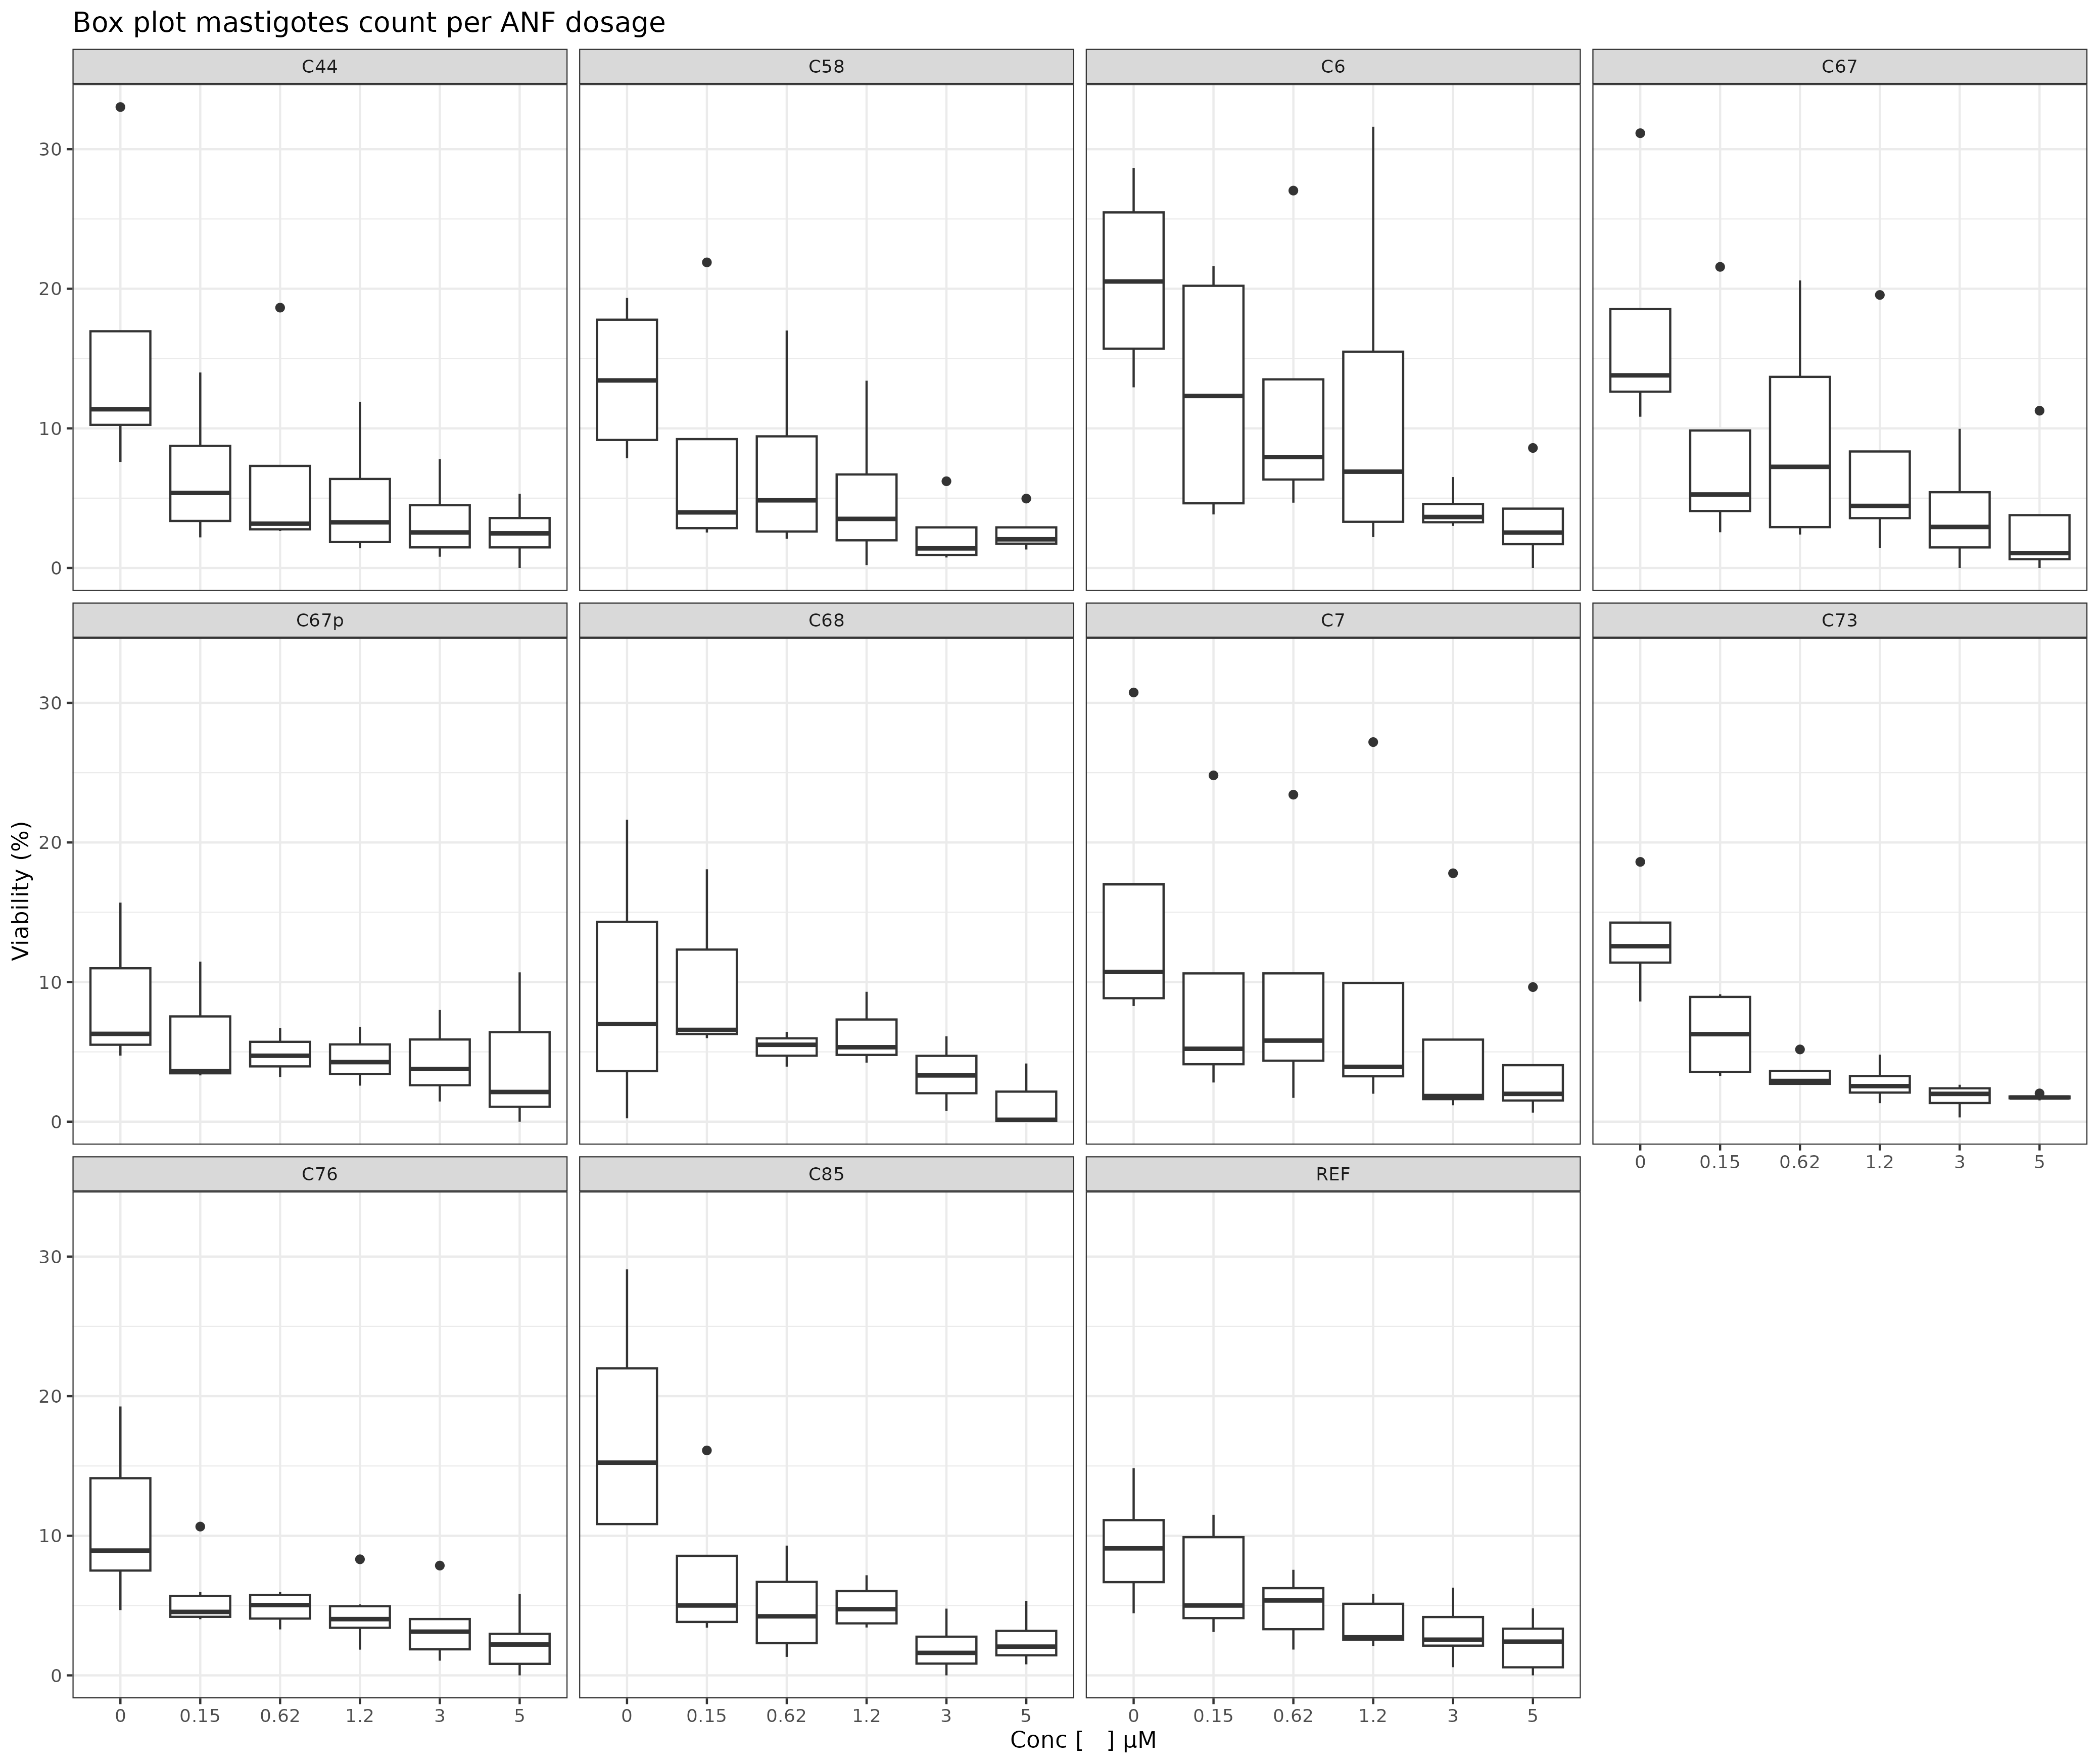 Box plot mastigotes count per ANF dosage
C44 C58 C6 C67
30
20
10
0
C67p C68 C7 C73
30
20
10
0
0 0.15 0.62 1.2 3 5
C76 C85 REF
30
20
10
0
0 0.15 0.62 1.2 3 5 0 0.15 0.62 1.2 3 5 0 0.15 0.62 1.2 3 5
Conc [ ] µM
Viability (%)